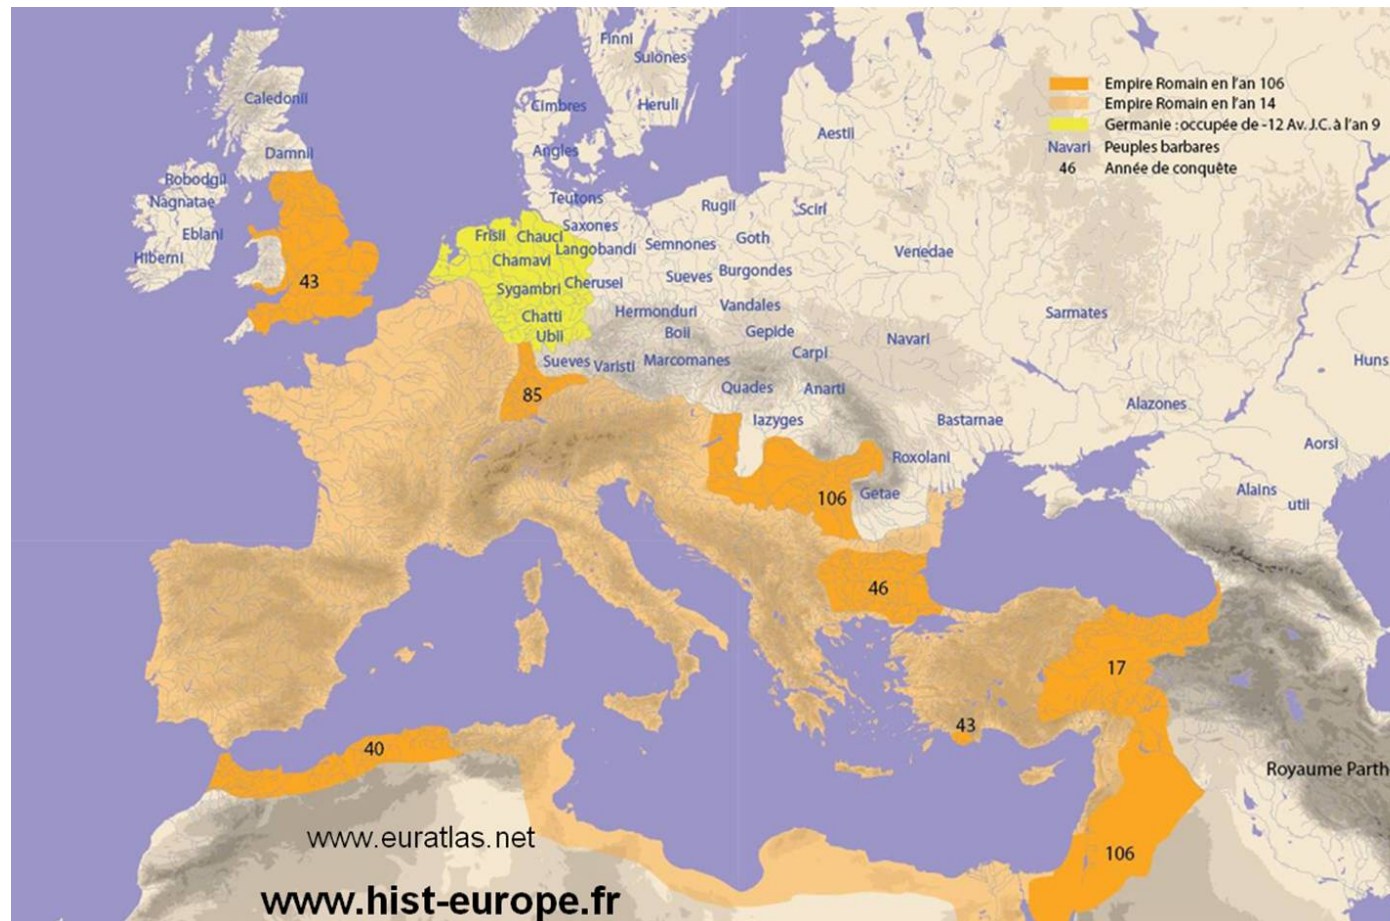 Finni
Suiones
Caledonii
Cimbres
Heruli
Empire Romain en l'an 106
Empire Romain en l'an 14
Germanie : occupée de -12 Av. J.C. à l'an 9
Navari Peuples barbares
46 Année de conquête
Aestii
Damnii
Angles
Robodgii
Nagnatae
Teutons
Rugii
Sciri
Eblani
Frisii
Chauci
Saxones
Langobandi
Semnones
Goth
Venedae
Hiberni
Chamavi
43
Sygambri
Cherusei
Sueves
Burgondes
Chatti
Hermonduri
Vandales
Sarmates
Ubii
Boii
Gepide
Navari
Sueves
Varisti
Marcomanes
Carpi
Huns
85
Quades
Anarti
Iazyges
Bastarnae
Alazones
Roxolani
Aorsi
106
Getae
Alains
utii
46
17
43
40
Royaume Parth
www.euratlas.net
106
www.hist-europe.fr